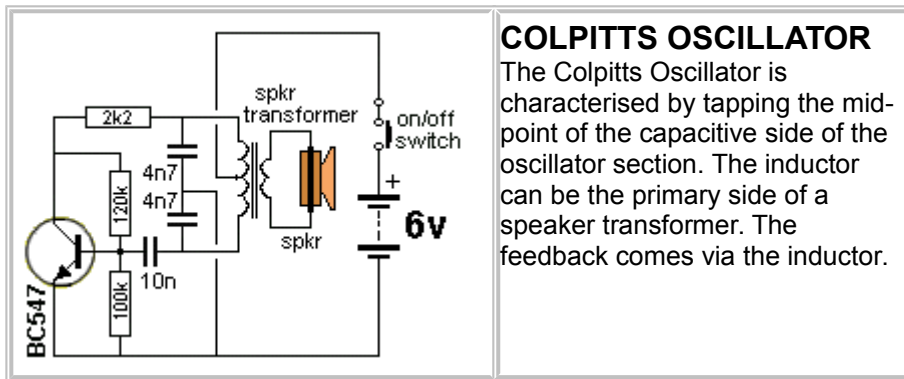 COLPITTS OSCILLATOR
The Colpitts Oscillator is
characterised by tapping the mid-
point of the capacitive side of the
oscillator section. The inductor
can be the primary side of a
speaker transformer. The
feedback comes via the inductor.
spkr
transformer
2k2
on/off
switch
4n7
4n7
120k
+
6v
spkr
10n
100k
BC547